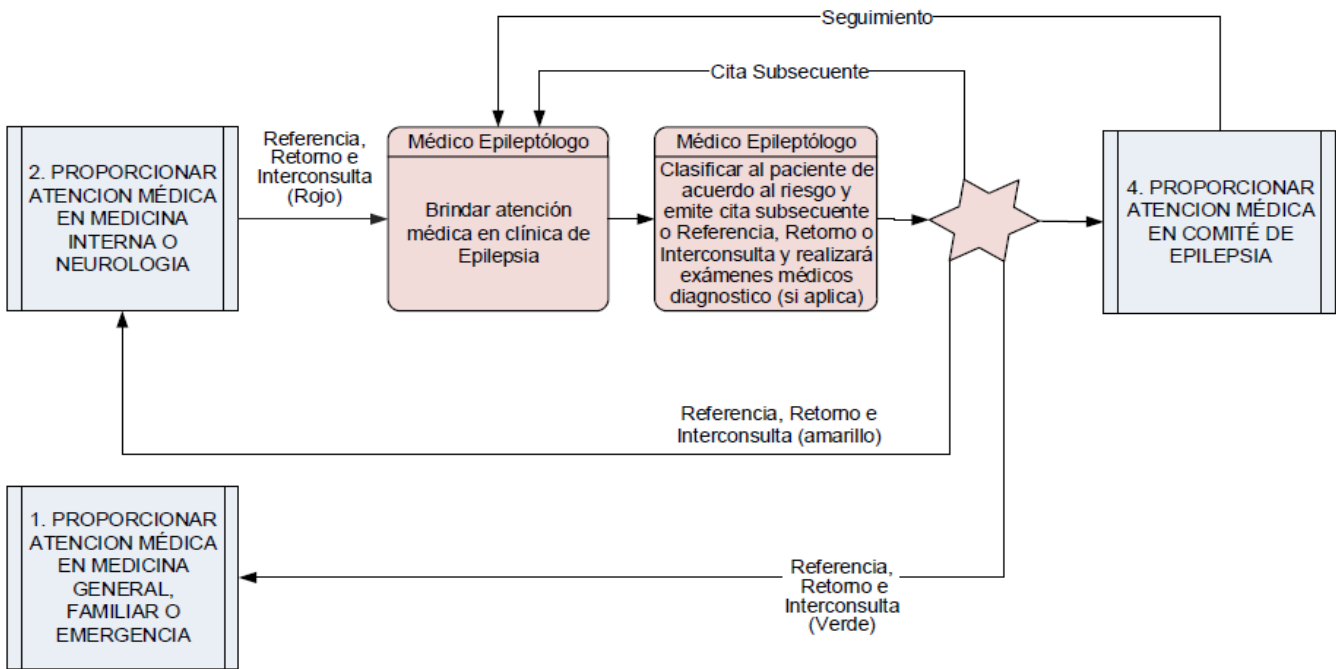 Seguimiento
Cita Subsecuente
2. PROPORCIONAR
ATENCION MÉDICA
EN MEDICINA
INTERNA O
NEUROLOGIA
Referencia,
Retorno e
Interconsulta
(Rojo)
Médico Epileptólogo
Brindar atención
médica en clínica de
Epilepsia
Médico Epileptólogo
Clasificar al paciente de
acuerdo al riesgo y
emite cita subsecuente
o Referencia, Retorno o
Interconsulta y realizará
exámenes médicos
diagnostico (si aplica)
4. PROPORCIONAR
ATENCION MÉDICA
EN COMITÉ DE
EPILEPSIA
Referencia, Retorno e
Interconsulta (amarillo)
1. PROPORCIONAR
ATENCION MÉDICA
EN MEDICINA
GENERAL,
FAMILIAR O
EMERGENCIA
Referencia,
Retorno e
Interconsulta
(Verde)